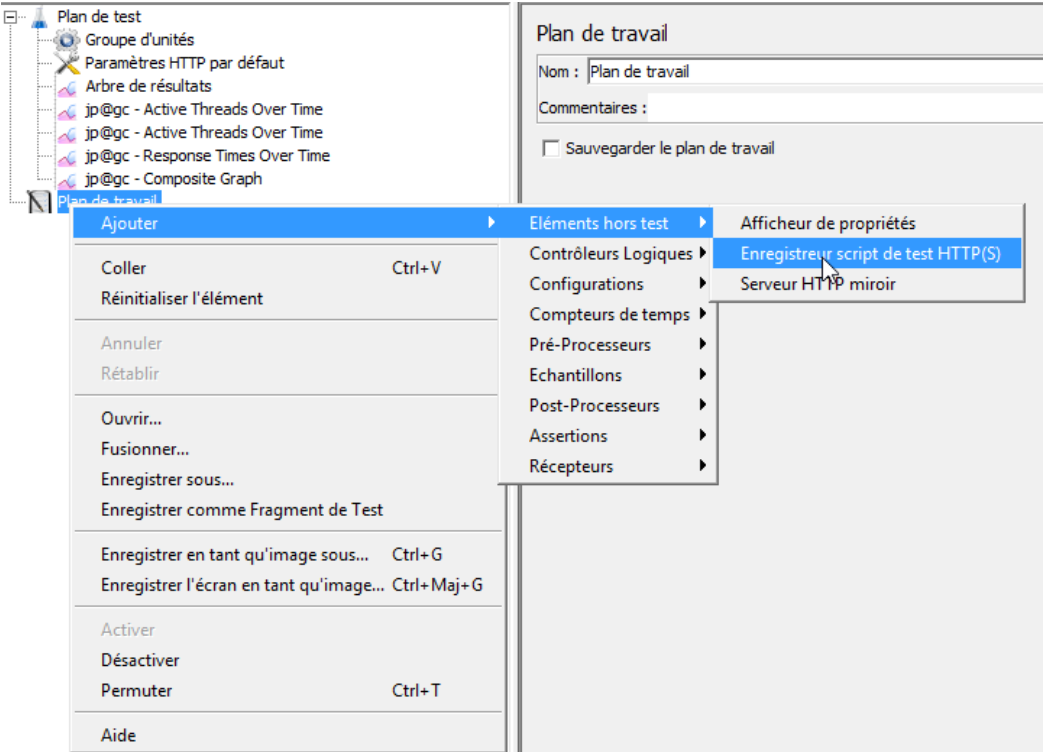 Plan de test
Groupe d'unités
Paramètres HTTP par défaut
Arbre de résultats
jp@gc - Active Threads Over Time
jp@gc - Active Threads Over Time
jp@gc - Response Times Over Time
jp@gc - Composite Graph
Plan de travail
Plan de travail
Nom : Plan de travail
Commentaires :
Sauvegarder le plan de travail
Ajouter
Coller Ctrl+V
Réinitialiser l'élément
Annuler
Rétablir
Ouvrir...
Fusionner...
Enregistrer sous...
Enregistrer comme Fragment de Test
Enregistrer en tant qu'image sous... Ctrl+G
Enregistrer l'écran en tant qu'image... Ctrl+Maj+G
Activer
Désactiver
Permuter Ctrl+T
Aide
Eléments hors test
Contrôleurs Logiques
Configurations
Compteurs de temps
Pré-Processeurs
Echantillons
Post-Processeurs
Assertions
Récepteurs
Afficheur de propriétés
Enregistreur script de test HTTP(S)
Serveur HTTP miroir